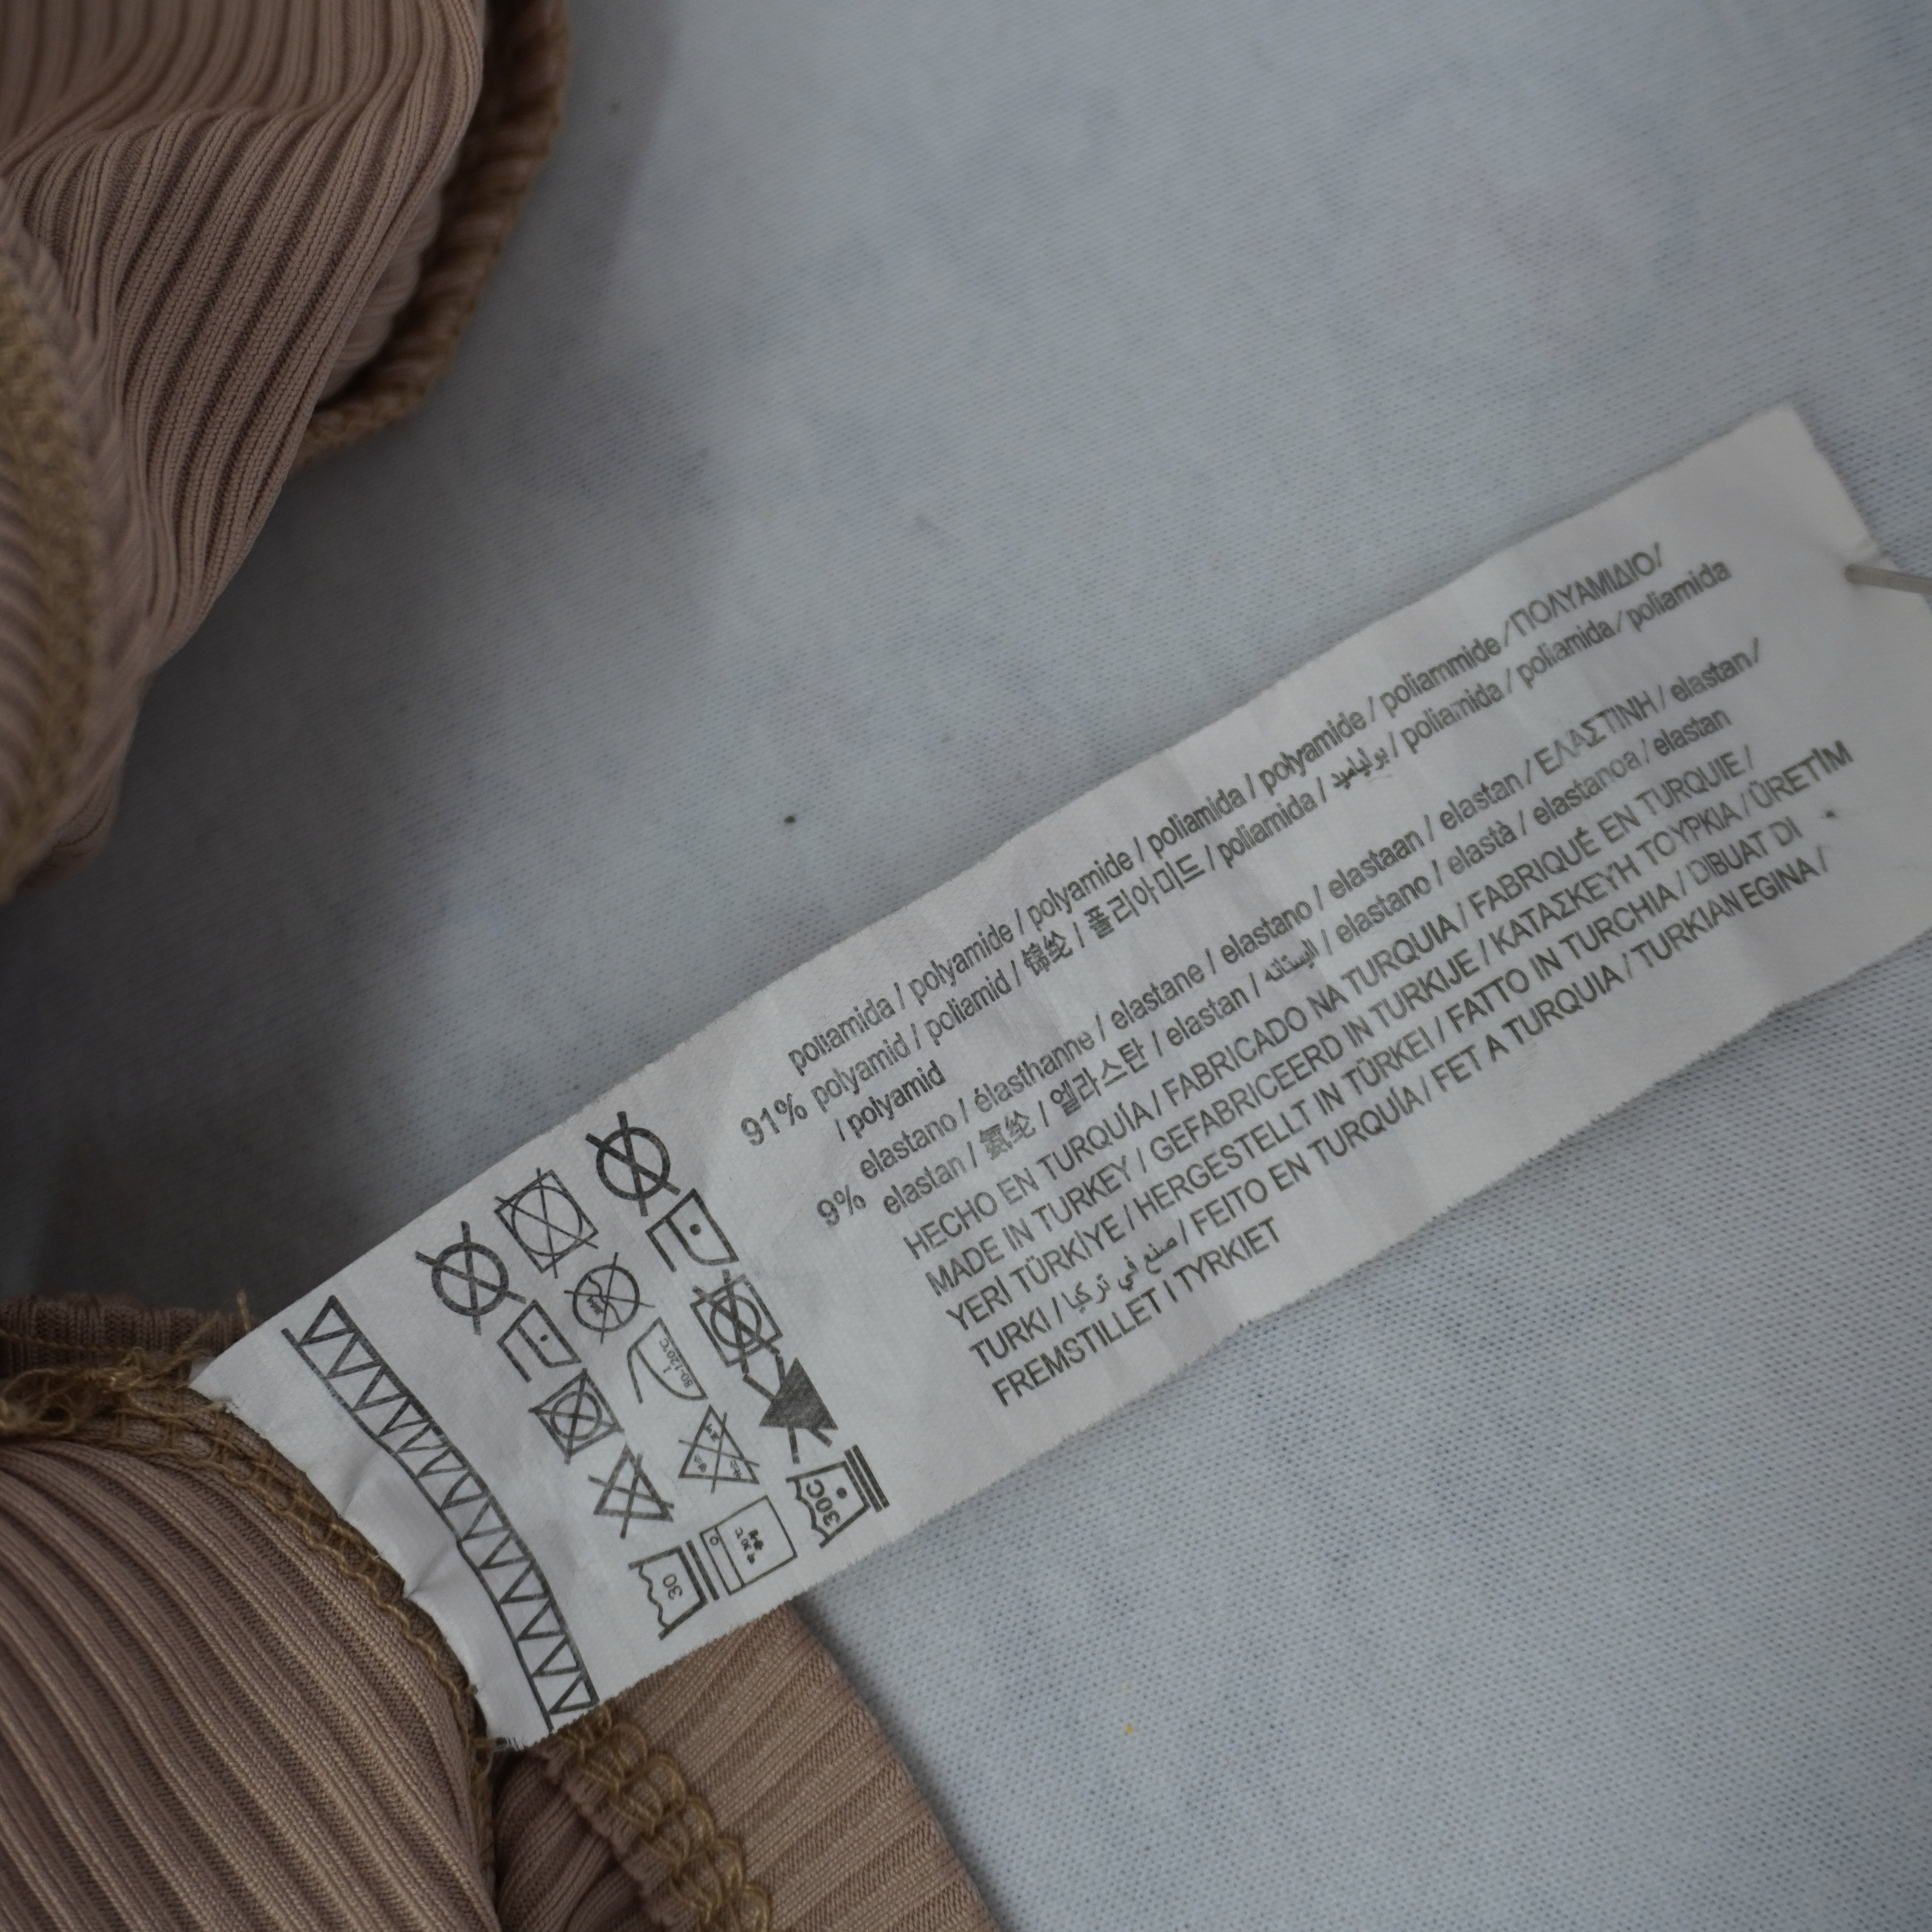 poliamida / polyamide / polyamide / poliamida / polyamide / poliammide / ΠΟΛΥΑΜΙΔΙΟ/
91% polyamid / poliamid / 锦纶 / 폴리아미드 / poliamida / بولياميد / poliamida / poliamida / poliamida
/ polyamid
elastano / élasthanne / elastane / elastano / elastaan / elastan / ΕΛΑΣΤΙΝΗ / elastan /
9% elastan / 氨纶 / 엘라스탄 / elastan / اليستانه / elastano / elastà / elastanoa / elastan
HECHO EN TURQUÍA / FABRICADO NA TURQUIA / FABRIQUÉ EN TURQUIE /
MADE IN TURKEY / GEFABRICEERD IN TURKIJE / ΚΑΤΑΣΚΕΥΗ ΤΟΥΡΚΙΑ / ÜRETİM
YERİ TÜRKİYE / HERGESTELLT IN TÜRKEI / FATTO IN TURCHIA / DIBUAT DI
TURKI / صنع في تركيا / FEITO EN TURQUÍA / FET A TURQUIA / TURKIAN EGINA /
FREMSTILLET I TYRKIET
30
80-120°C
30C